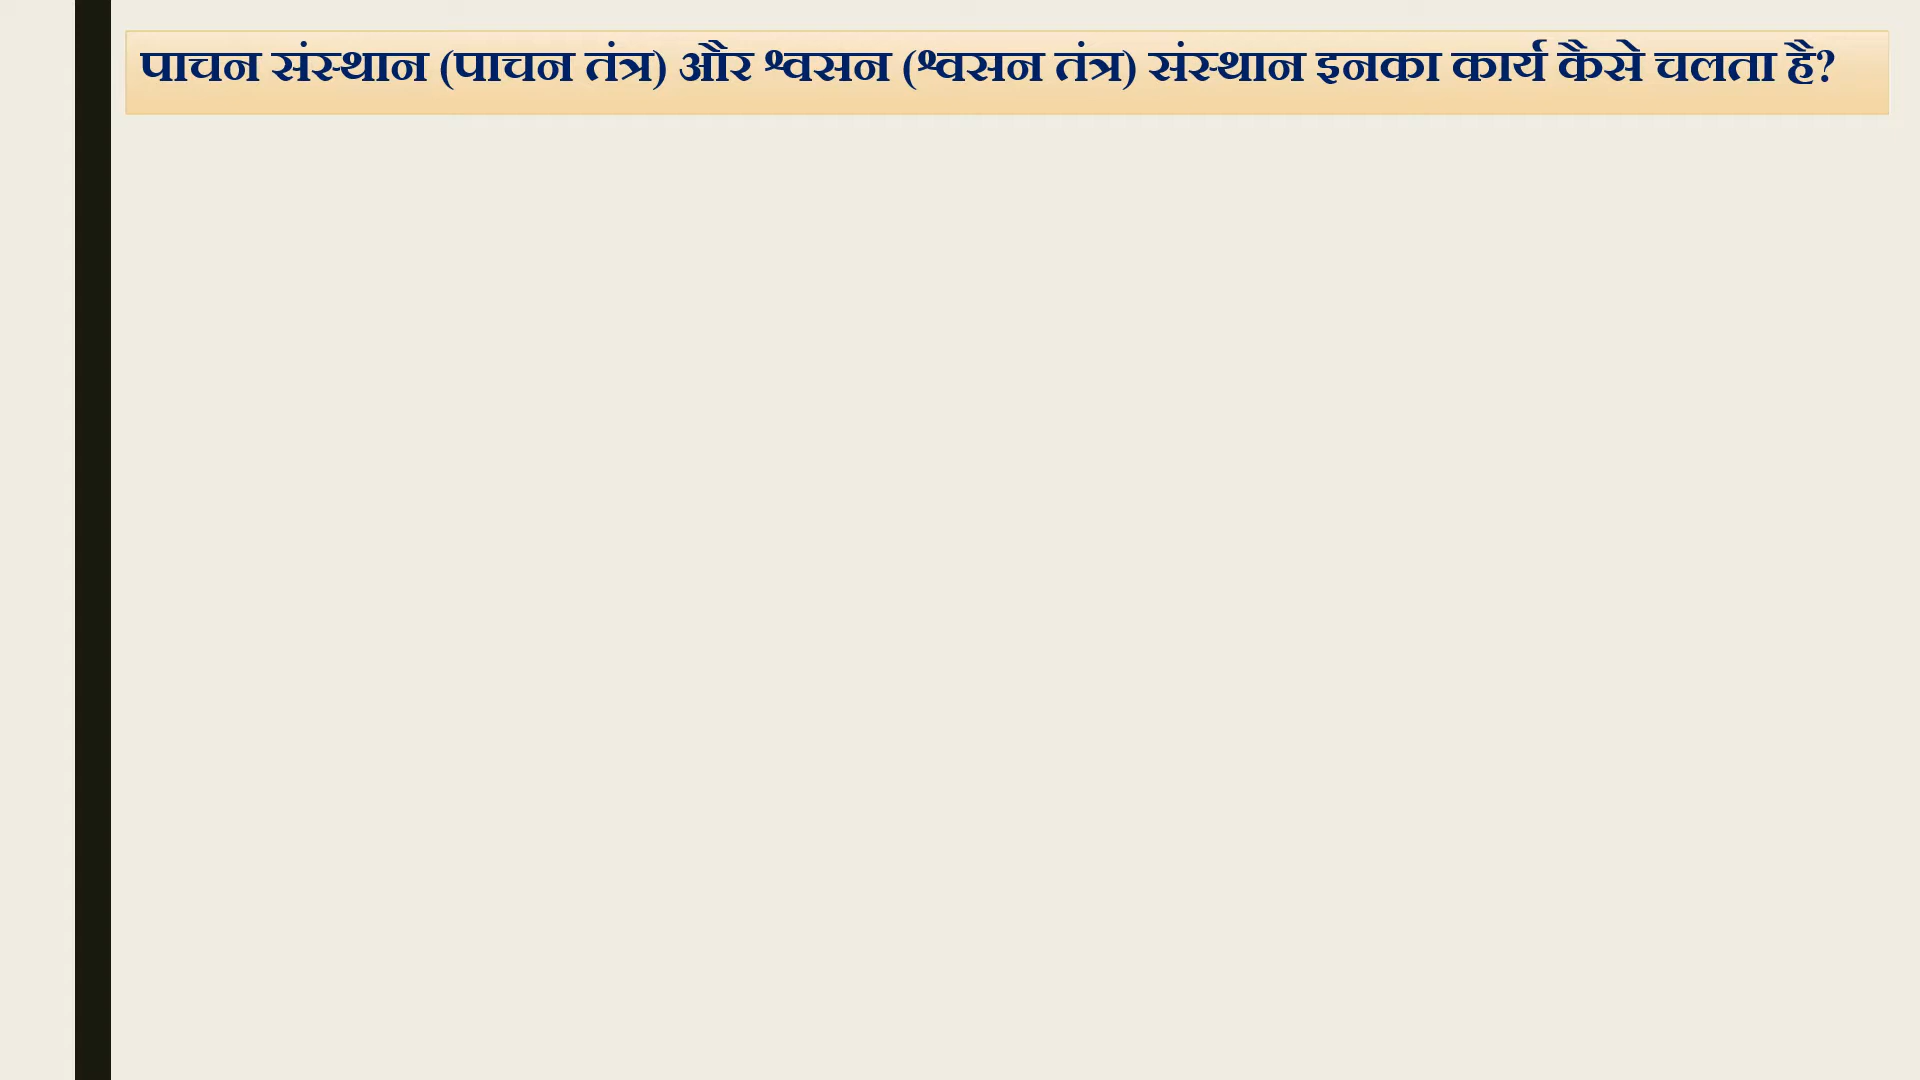 पाचन संस्थान (पाचन तंत्र) और श्वसन (श्वसन तंत्र) संस्थान इनका कार्य कैसे चलता है?